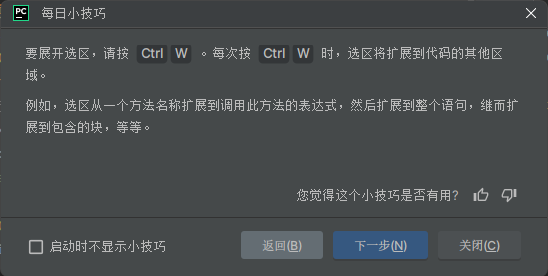 PC 每日小技巧
要展开选区，请按 Ctrl W 。每次按 Ctrl W 时，选区将扩展到代码的其他区
域。
例如，选区从一个方法名称扩展到调用此方法的表达式，然后扩展到整个语句，继而扩
展到包含的块，等等。
您觉得这个小技巧是否有用?
启动时不显示小技巧 返回(B) 下一步(N) 关闭(C)